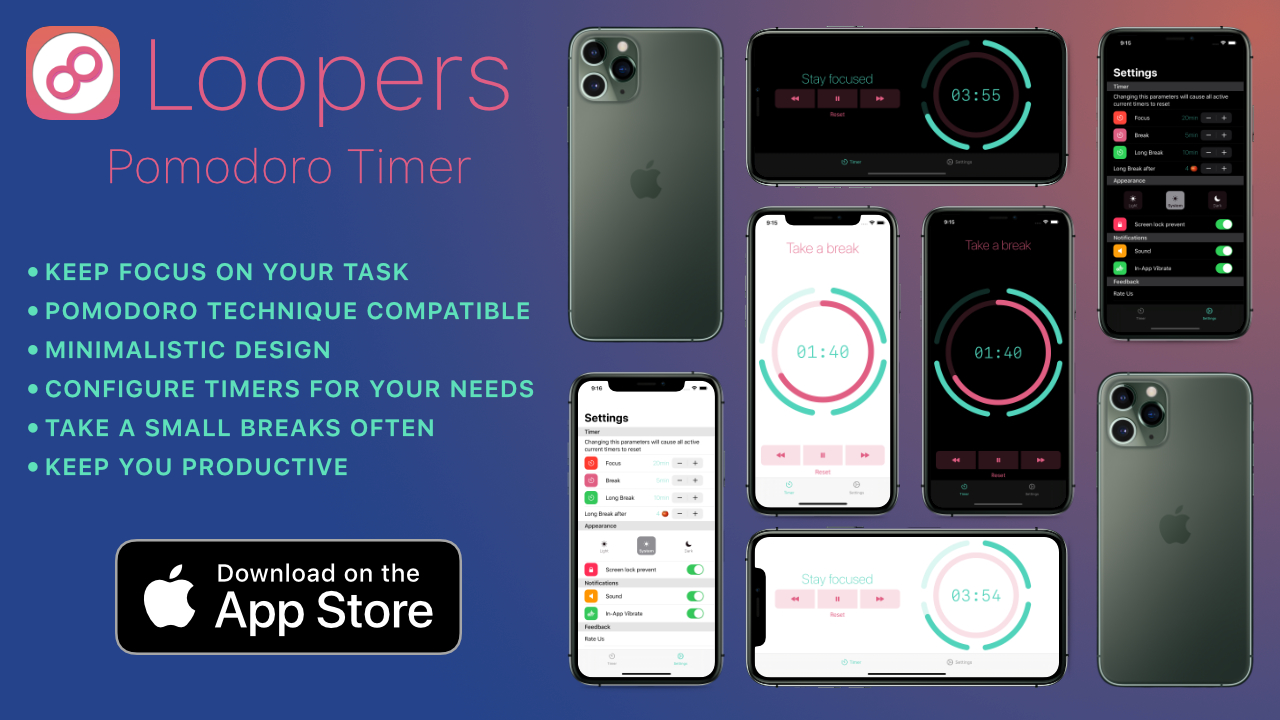 Loopers
Pomodoro Timer
• KEEP FOCUS ON YOUR TASK
• POMODORO TECHNIQUE COMPATIBLE
• MINIMALISTIC DESIGN
• CONFIGURE TIMERS FOR YOUR NEEDS
• TAKE A SMALL BREAKS OFTEN
• KEEP YOU PRODUCTIVE
Download on the
App Store
Stay focused
03:55
Reset
Timer
Settings
9:15
Settings
Timer
Changing this parameters will cause all active
current timers to reset
Focus 20min − +
Break 5min − +
Long Break 10min − +
Long Break after 4 − +
Appearance
Light System Dark
Screen lock prevent
Notifications
Sound
In-App Vibrate
Feedback
Rate Us
Timer Settings
9:15
Take a break
01:40
Reset
Timer Settings
9:15
Take a break
01:40
Reset
Timer Settings
9:16
Settings
Timer
Changing this parameters will cause all active
current timers to reset
Focus 20min − +
Break 5min − +
Long Break 10min − +
Long Break after 4 − +
Appearance
Light System Dark
Screen lock prevent
Notifications
Sound
In-App Vibrate
Feedback
Rate Us
Timer Settings
Stay focused
03:54
Reset
Timer Settings